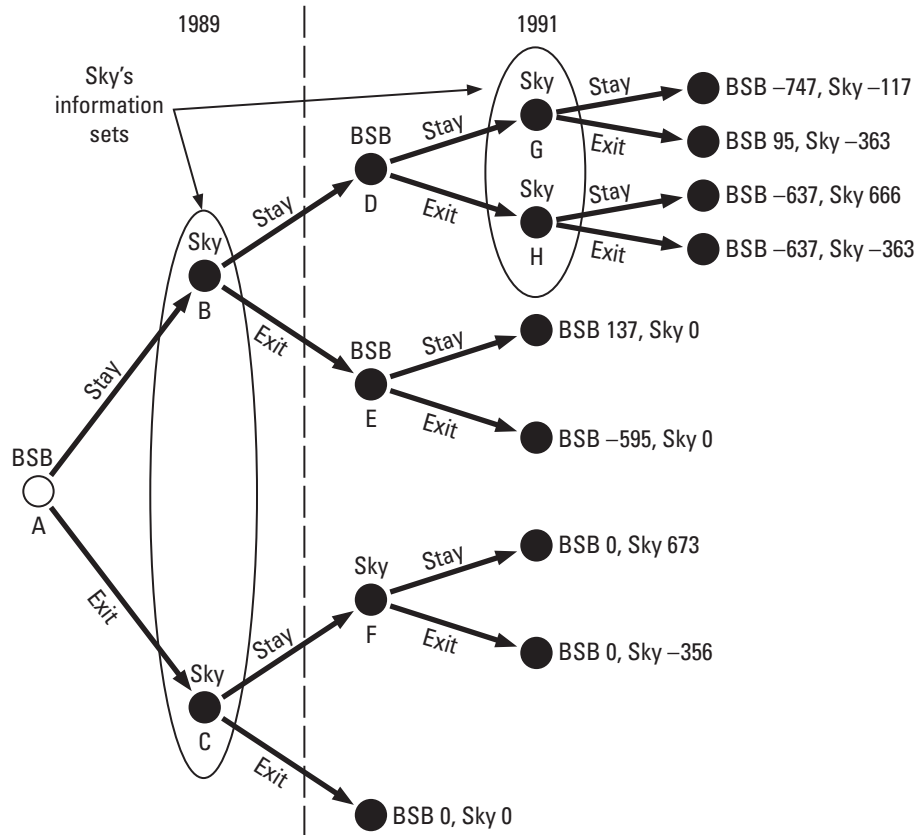 1989
1991
Sky's
information
sets
Sky
Stay
BSB −747, Sky −117
BSB
Stay
G
Exit
BSB 95, Sky −363
D
Exit
Sky
Stay
BSB −637, Sky 666
Stay
H
Exit
BSB −637, Sky −363
Sky
B
Exit
BSB
Stay
BSB 137, Sky 0
E
Exit
BSB −595, Sky 0
Stay
BSB
A
Exit
Sky
Stay
BSB 0, Sky 673
F
Exit
BSB 0, Sky −356
Stay
Sky
C
Exit
BSB 0, Sky 0